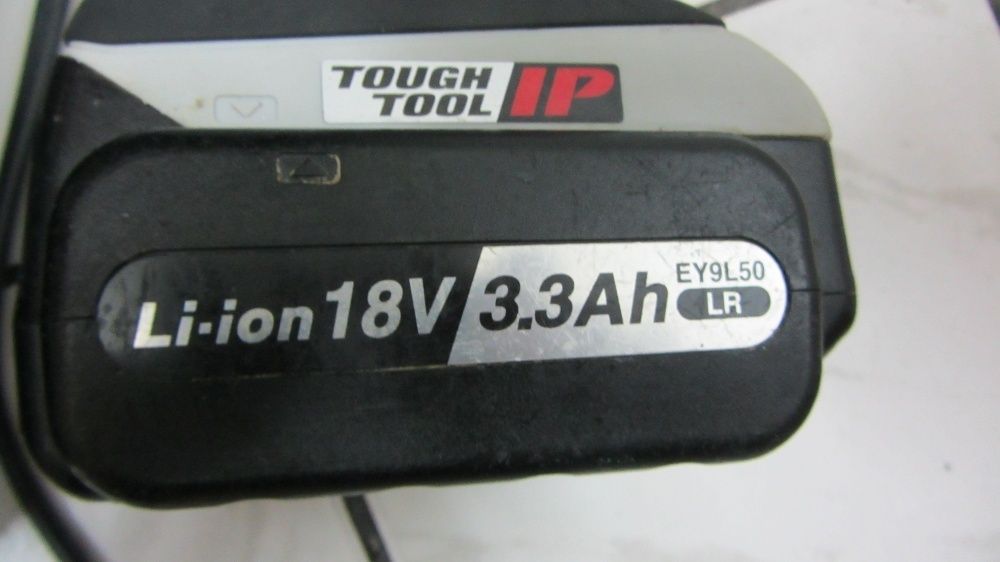 TOUGH TOOL IP
Li-ion 18V 3.3Ah EY9L50
LR